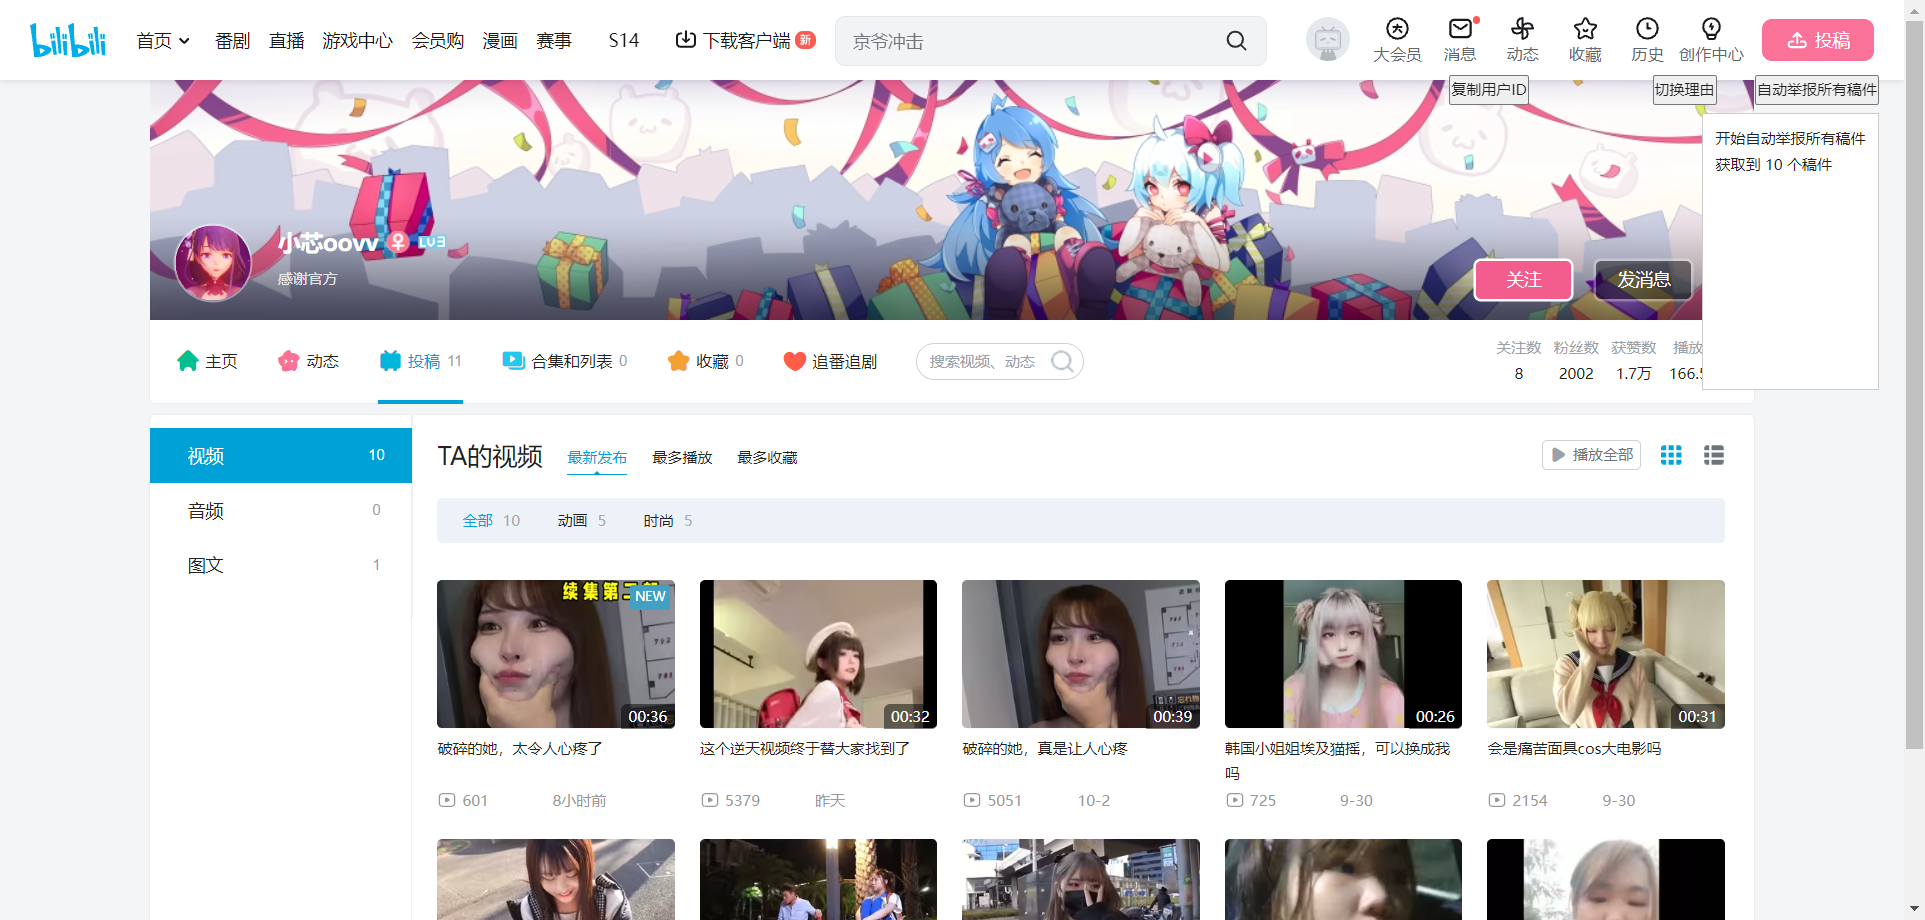 bilibili
首页 番剧 直播 游戏中心 会员购 漫画 赛事 S14 下载客户端 新
京爷冲击
大会员 消息 动态 收藏 历史 创作中心 投稿
复制用户ID 切换理由 自动举报所有稿件
开始自动举报所有稿件
获取到 10 个稿件
小芯oovv LV3
感谢官方
关注 发消息
主页 动态 投稿 11 合集和列表 0 收藏 0 追番追剧 搜索视频、动态
关注数 粉丝数 获赞数 播放
8 2002 1.7万 166.5
视频 10
音频 0
图文 1
TA的视频 最新发布 最多播放 最多收藏 播放全部
全部 10 动画 5 时尚 5
NEW
00:36 00:32 00:39 00:26 00:31
破碎的她，太令人心疼了
601 8小时前
这个逆天视频终于替大家找到了
5379 昨天
破碎的她，真是让人心疼
5051 10-2
韩国小姐姐埃及猫摇，可以换成我
吗
725 9-30
会是痛苦面具cos大电影吗
2154 9-30